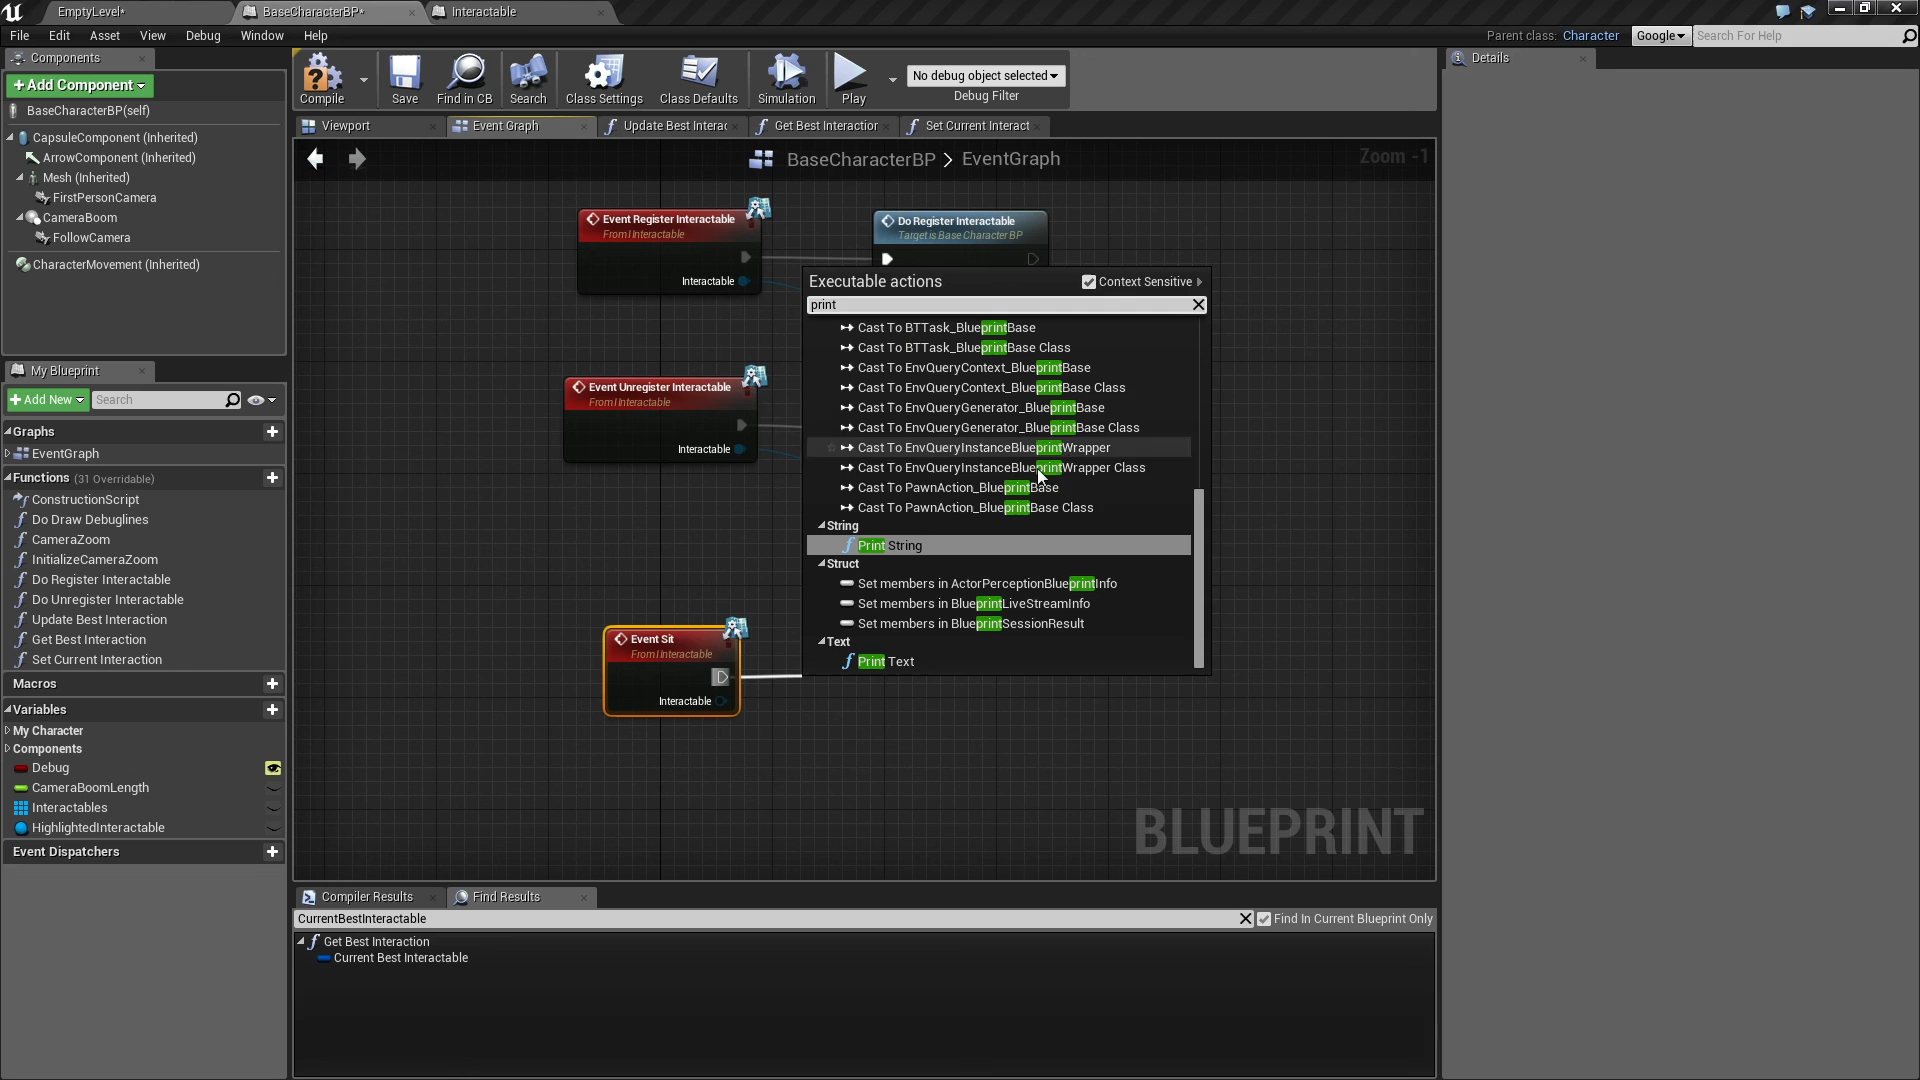 EmptyLevel*
BaseCharacterBP*
Interactable
File
Edit
Asset
View
Debug
Window
Help
Parent class: Character
Google
Search For Help
Components
+Add Component
BaseCharacterBP(self)
CapsuleComponent (Inherited)
ArrowComponent (Inherited)
Mesh (Inherited)
FirstPersonCamera
CameraBoom
FollowCamera
CharacterMovement (Inherited)
My Blueprint
+Add New
Search
Graphs
EventGraph
Functions (31 Overridable)
ConstructionScript
Do Draw Debuglines
CameraZoom
InitializeCameraZoom
Do Register Interactable
Do Unregister Interactable
Update Best Interaction
Get Best Interaction
Set Current Interaction
Macros
Variables
My Character
Components
Debug
CameraBoomLength
Interactables
HighlightedInteractable
Event Dispatchers
Compile
Save
Find in CB
Search
Class Settings
Class Defaults
Simulation
Play
No debug object selected
Debug Filter
Viewport
Event Graph
Update Best Interac
Get Best Interaction
Set Current Interact
BaseCharacterBP > EventGraph
Zoom -1
Event Register Interactable
From I Interactable
Interactable
Do Register Interactable
Target is Base Character BP
Event Unregister Interactable
From I Interactable
Interactable
Event Sit
From I Interactable
Interactable
Executable actions
Context Sensitive
print
Cast To BTTask_BlueprintBase
Cast To BTTask_BlueprintBase Class
Cast To EnvQueryContext_BlueprintBase
Cast To EnvQueryContext_BlueprintBase Class
Cast To EnvQueryGenerator_BlueprintBase
Cast To EnvQueryGenerator_BlueprintBase Class
Cast To EnvQueryInstanceBlueprintWrapper
Cast To EnvQueryInstanceBlueprintWrapper Class
Cast To PawnAction_BlueprintBase
Cast To PawnAction_BlueprintBase Class
String
Print String
Struct
Set members in ActorPerceptionBlueprintInfo
Set members in BlueprintLiveStreamInfo
Set members in BlueprintSessionResult
Text
Print Text
BLUEPRINT
Compiler Results
Find Results
CurrentBestInteractable
Find In Current Blueprint Only
Get Best Interaction
Current Best Interactable
Details